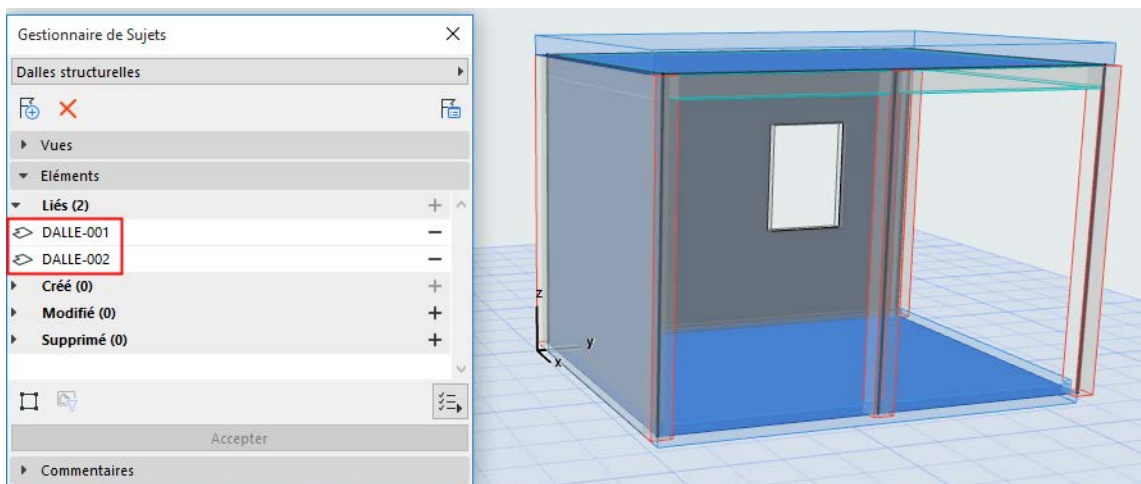 Gestionnaire de Sujets
Dalles structurelles
Vues
Eléments
Liés (2)
DALLE-001
DALLE-002
Créé (0)
Modifié (0)
Supprimé (0)
Accepter
Commentaires
z
y
x